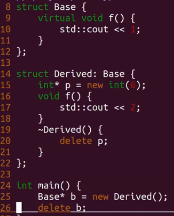 8 struct Base {
9     virtual void f() {
10         std::cout << 1;
11     }
12 };
13
14 struct Derived: Base {
15     int* p = new int(6);
16     void f() {
17         std::cout << 2;
18     }
19     ~Derived() {
20         delete p;
21     }
22 };
23
24 int main() {
25     Base* b = new Derived();
26     delete b;